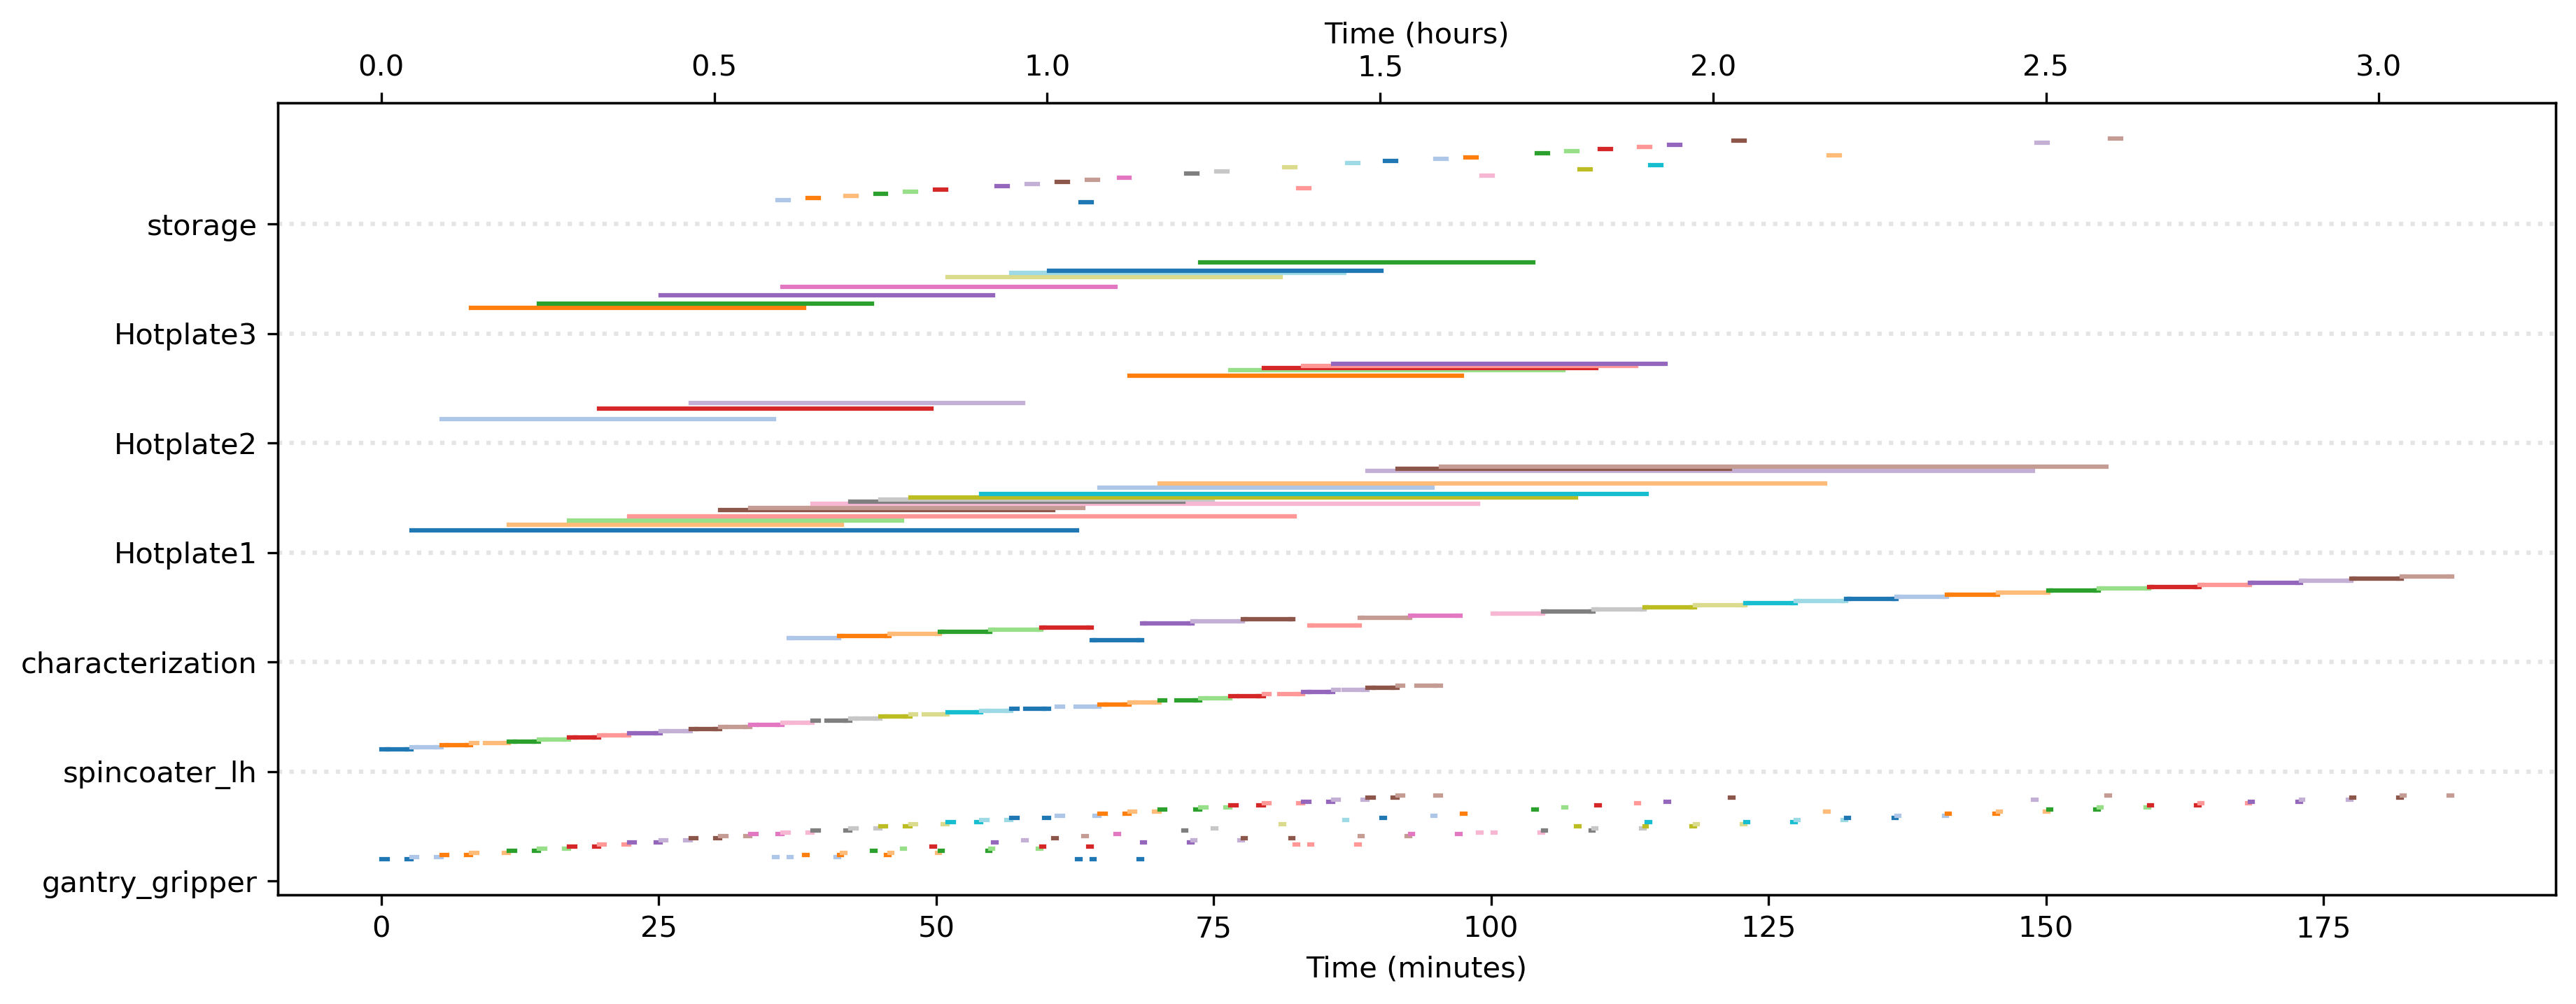 Time (hours)
0.0 0.5 1.0 1.5 2.0 2.5 3.0
storage
Hotplate3
Hotplate2
Hotplate1
characterization
spincoater_lh
gantry_gripper
0 25 50 75 100 125 150 175
Time (minutes)